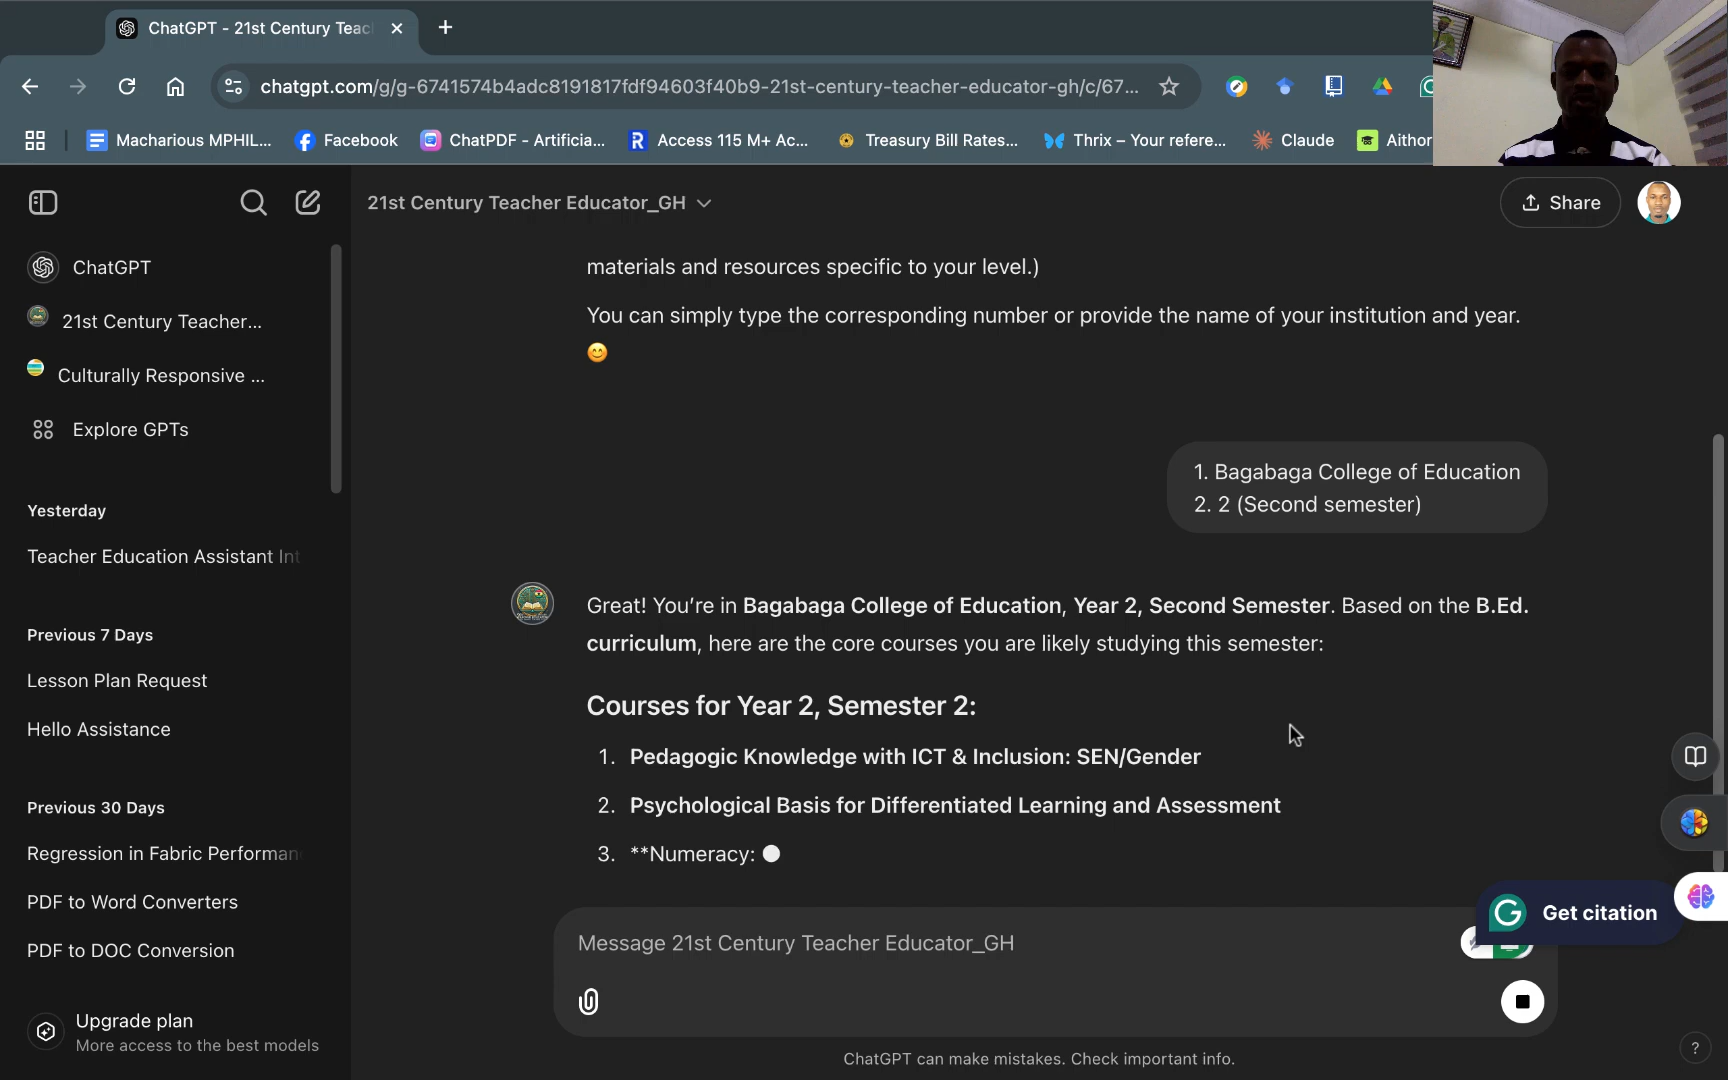 ChatGPT - 21st Century Teac
chatgpt.com/g/g-6741574b4adc8191817fdf94603f40b9-21st-century-teacher-educator-gh/c/67...
Macharious MPHIL... Facebook ChatPDF - Artificia... Access 115 M+ Ac... Treasury Bill Rates... Thrix – Your refere... Claude Aithor
21st Century Teacher Educator_GH
Share
ChatGPT
21st Century Teacher...
Culturally Responsive ...
Explore GPTs
Yesterday
Teacher Education Assistant Int
Previous 7 Days
Lesson Plan Request
Hello Assistance
Previous 30 Days
Regression in Fabric Performan
PDF to Word Converters
PDF to DOC Conversion
Upgrade plan
More access to the best models
materials and resources specific to your level.)
You can simply type the corresponding number or provide the name of your institution and year.
😊
1. Bagabaga College of Education
2. 2 (Second semester)
Great! You’re in Bagabaga College of Education, Year 2, Second Semester. Based on the B.Ed.
curriculum, here are the core courses you are likely studying this semester:
Courses for Year 2, Semester 2:
1. Pedagogic Knowledge with ICT & Inclusion: SEN/Gender
2. Psychological Basis for Differentiated Learning and Assessment
3. **Numeracy:
Get citation
Message 21st Century Teacher Educator_GH
ChatGPT can make mistakes. Check important info.
?